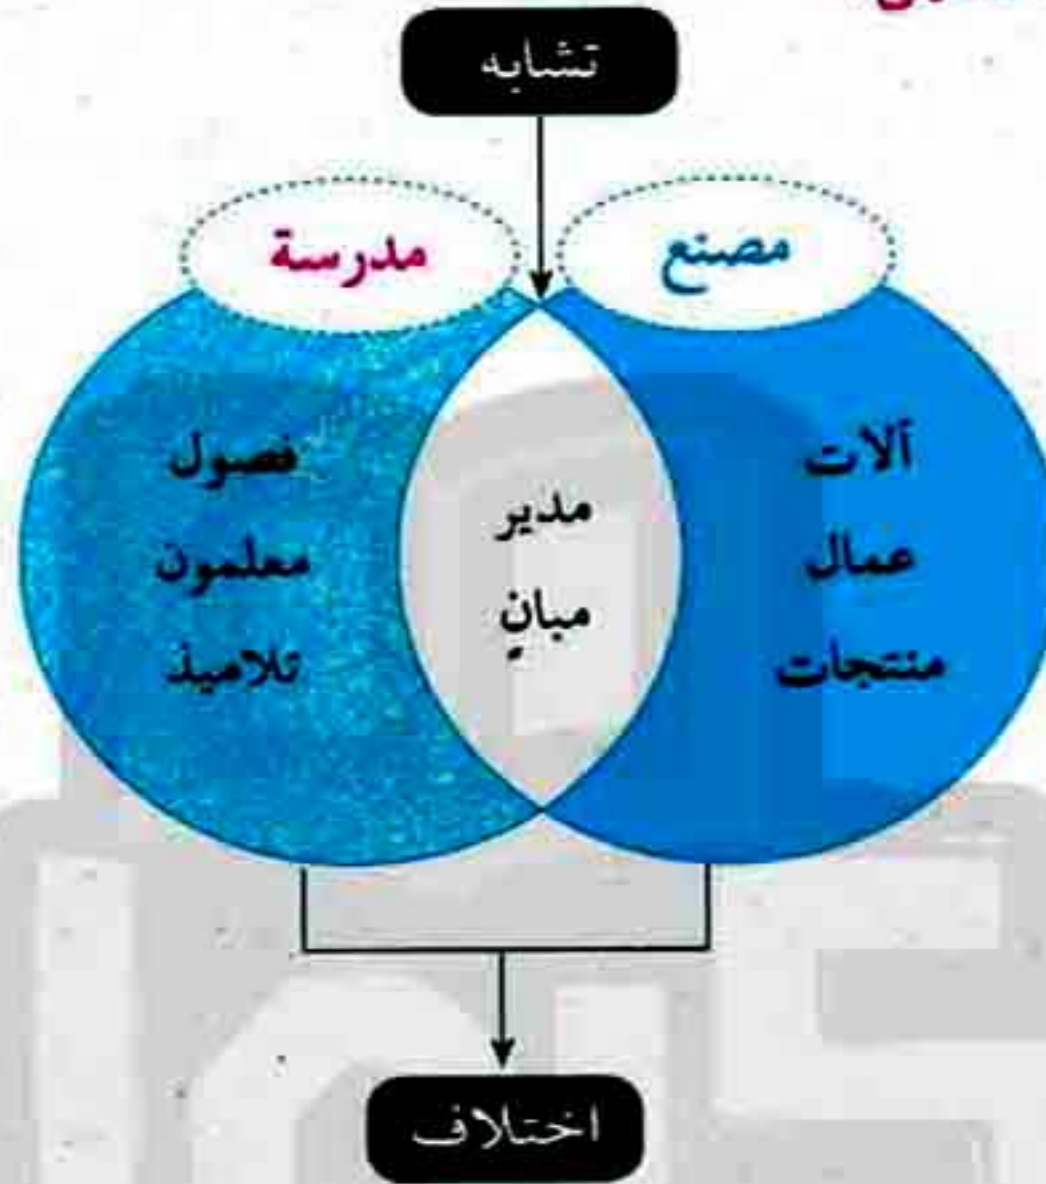 تشابه
مصنع
مدرسة
آلات
عمال
منتجات
مدير
مبانٍ
فصول
معلمون
تلاميذ
اختلاف